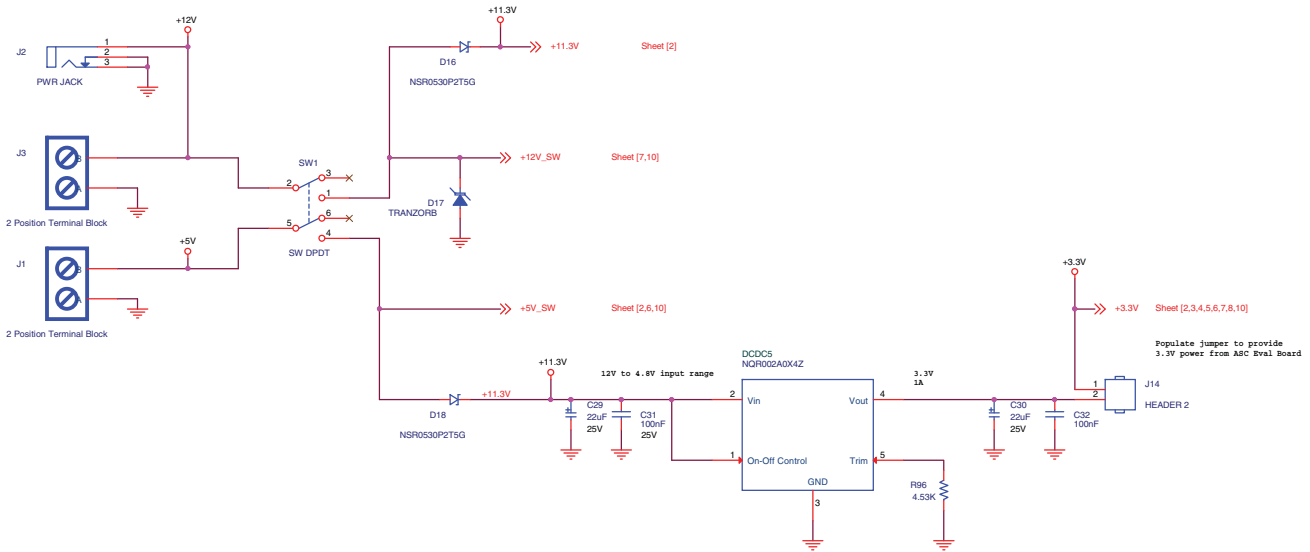 +12V
J2
1
2
3
PWR JACK
+11.3V
+11.3V
Sheet [2]
D16
NSR0530P2T5G
J3
B
A
2 Position Terminal Block
SW1
2
3
1
5
6
4
SW DPDT
+12V_SW
Sheet [7,10]
D17
TRANZORB
J1
+5V
B
A
2 Position Terminal Block
+5V_SW
Sheet [2,6,10]
+3.3V
+3.3V
Sheet [2,3,4,5,6,7,8,10]
Populate jumper to provide
3.3V power from ASC Eval Board
+11.3V
+11.3V
D18
NSR0530P2T5G
C29
22uF
25V
C31
100nF
25V
12V to 4.8V input range
DCDC5
NQR002A0X4Z
2
Vin
Vout
4
1
On-Off Control
Trim
5
GND
3
3.3V
1A
R96
4.53K
C30
22uF
25V
C32
100nF
1
2
J14
HEADER 2